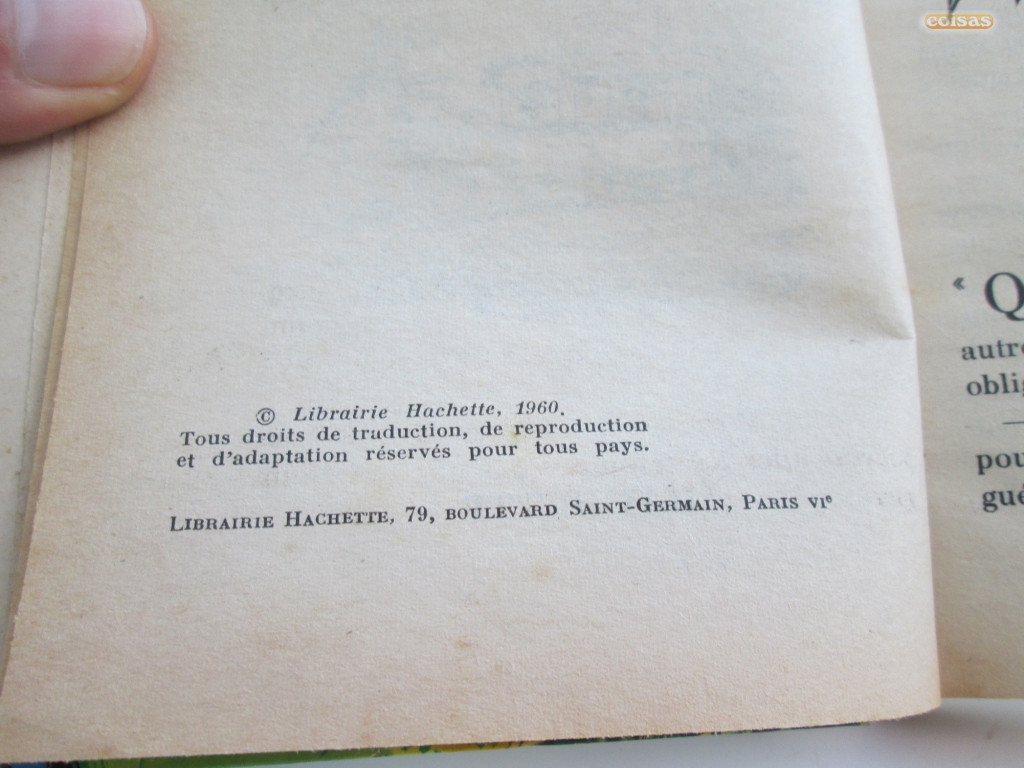 © Librairie Hachette, 1960.
Tous droits de traduction, de reproduction
et d'adaptation réservés pour tous pays.
LIBRAIRIE HACHETTE, 79, BOULEVARD SAINT-GERMAIN, PARIS VIe
« Q
autre
oblig
—
pou
gué
coisas